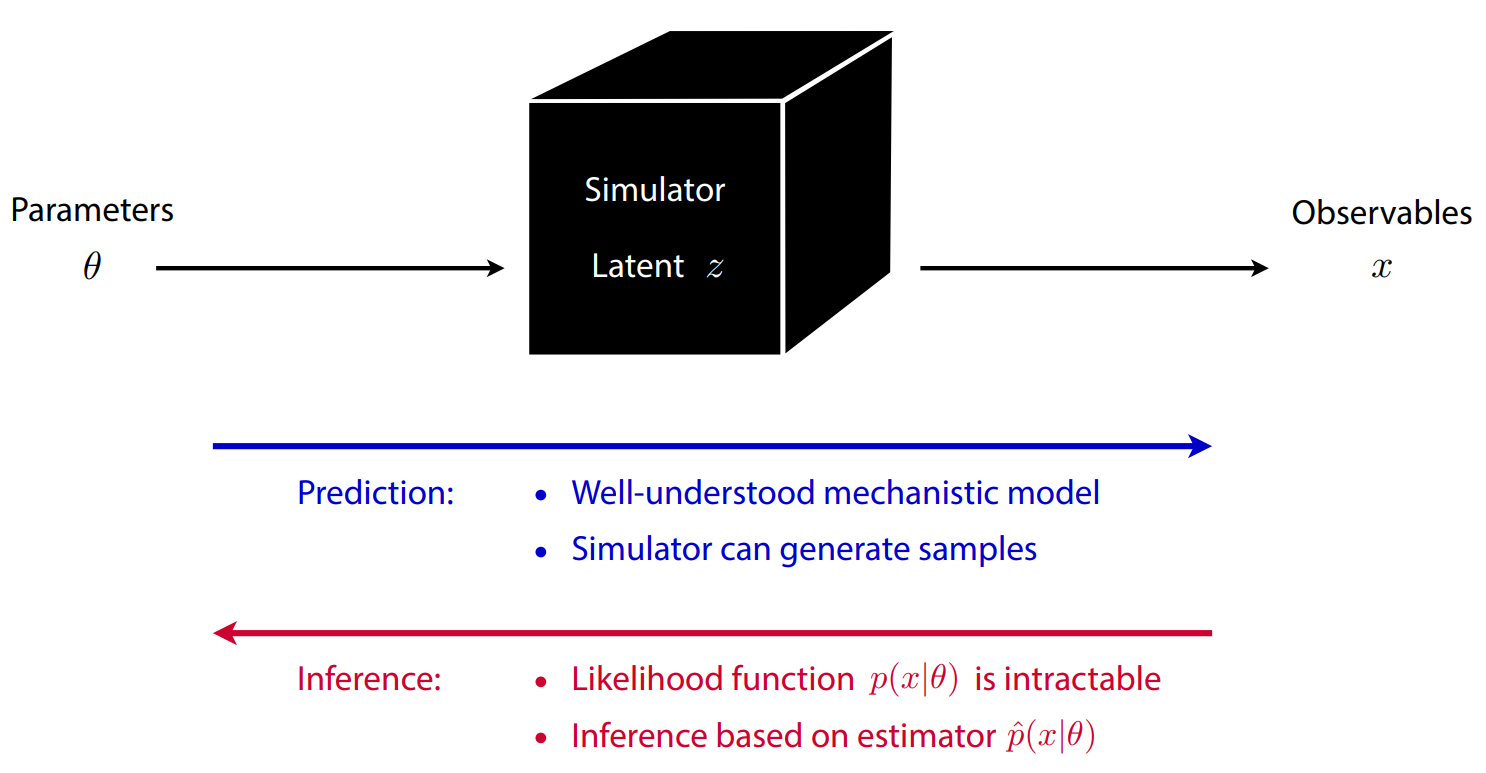 Simulator
Parameters
Observables
θ
Latent z
x
Prediction:
• Well-understood mechanistic model
• Simulator can generate samples
Inference:
• Likelihood function p(x|θ) is intractable
• Inference based on estimator p̂(x|θ)